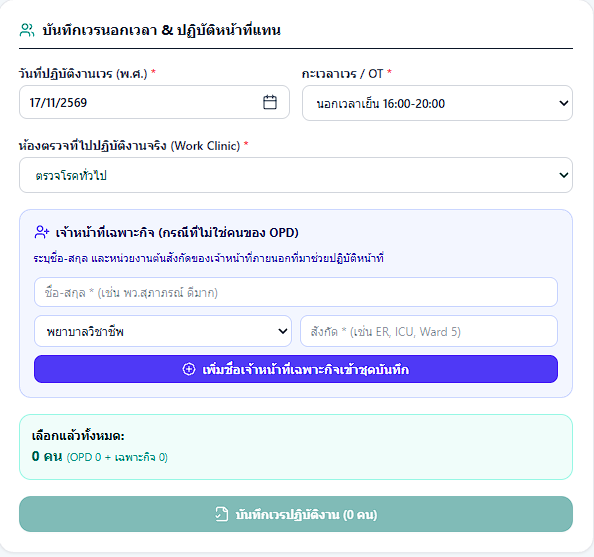 บันทึกเวรนอกเวลา & ปฏิบัติหน้าที่แทน
วันที่ปฏิบัติงานเวร (พ.ศ.) *
กะเวลาเวร / OT *
17/11/2569
นอกเวลาเย็น 16:00-20:00
ห้องตรวจที่ไปปฏิบัติงานจริง (Work Clinic) *
ตรวจโรคทั่วไป
เจ้าหน้าที่เฉพาะกิจ (กรณีที่ไม่ใช่คนของ OPD)
ระบุชื่อ-สกุล และหน่วยงานต้นสังกัดของเจ้าหน้าที่ภายนอกที่มาช่วยปฏิบัติหน้าที่
ชื่อ-สกุล * (เช่น พว.สุภาภรณ์ ดีมาก)
พยาบาลวิชาชีพ
สังกัด * (เช่น ER, ICU, Ward 5)
เพิ่มชื่อเจ้าหน้าที่เฉพาะกิจเข้าชุดบันทึก
เลือกแล้วทั้งหมด:
0 คน (OPD 0 + เฉพาะกิจ 0)
บันทึกเวรปฏิบัติงาน (0 คน)